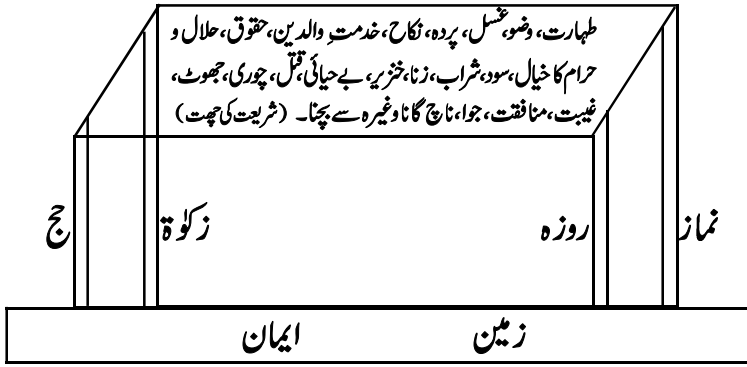 طہارت، وضو، غسل، پردہ، نکاح، خدمتِ والدین، حقوق، حلال و
حرام کا خیال، سود، شراب، زنا، خنزیر، بے حیائی، قتل، چوری، جھوٹ،
غیبت، منافقت، جوا، ناچ گانا وغیرہ سے بچنا۔ (شریعت کی چھت)
نماز روزہ زکوٰۃ حج
زمین ایمان